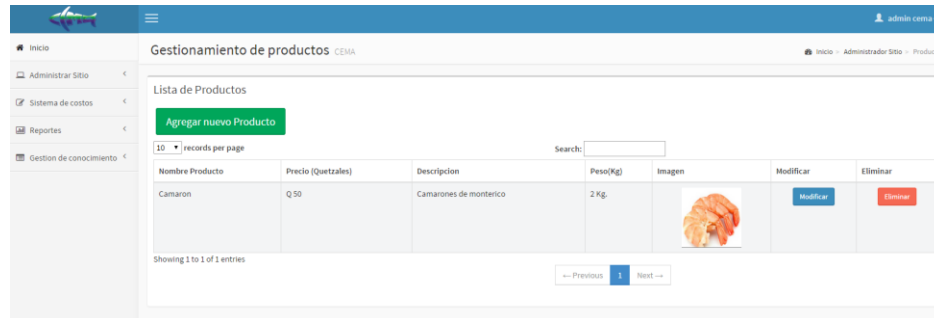 admin cema
Inicio
Gestionamiento de productos CEMA
Inicio > Administrador Sitio > Produc
Administrar Sitio
Sistema de costos
Reportes
Gestion de conocimiento
Lista de Productos
Agregar nuevo Producto
10 records per page Search:
Nombre Producto Precio (Quetzales) Descripcion Peso(Kg) Imagen Modificar Eliminar
Camaron Q 50 Camarones de monterico 2 Kg. Modificar Eliminar
Showing 1 to 1 of 1 entries
← Previous 1 Next →